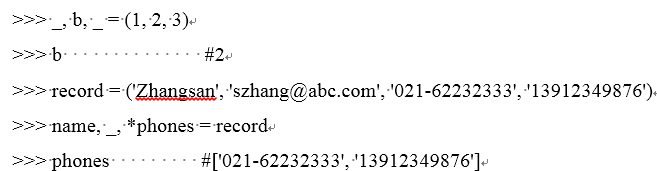 >>> _, b, _ = (1, 2, 3)
>>> b #2
>>> record = ('Zhangsan', 'szhang@abc.com', '021-62232333', '13912349876')
>>> name, _, *phones = record
>>> phones #['021-62232333', '13912349876']